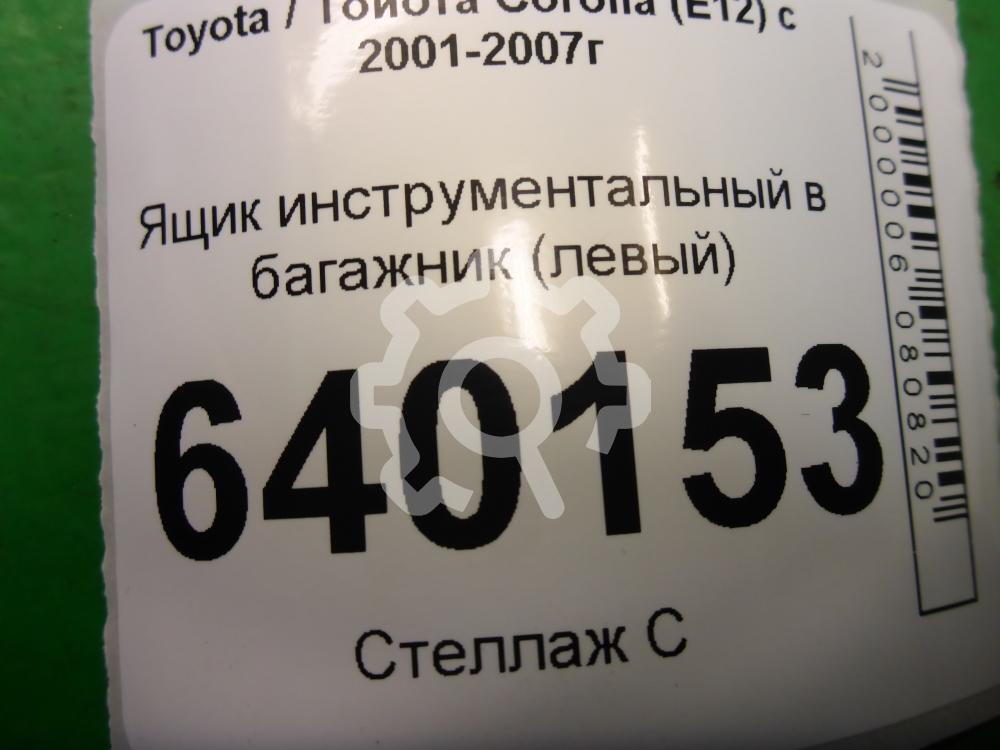 Toyota / Тойота Corolla (E12) с
2001-2007г
Ящик инструментальный в
багажник (левый)
640153
Стеллаж С
2000006080820